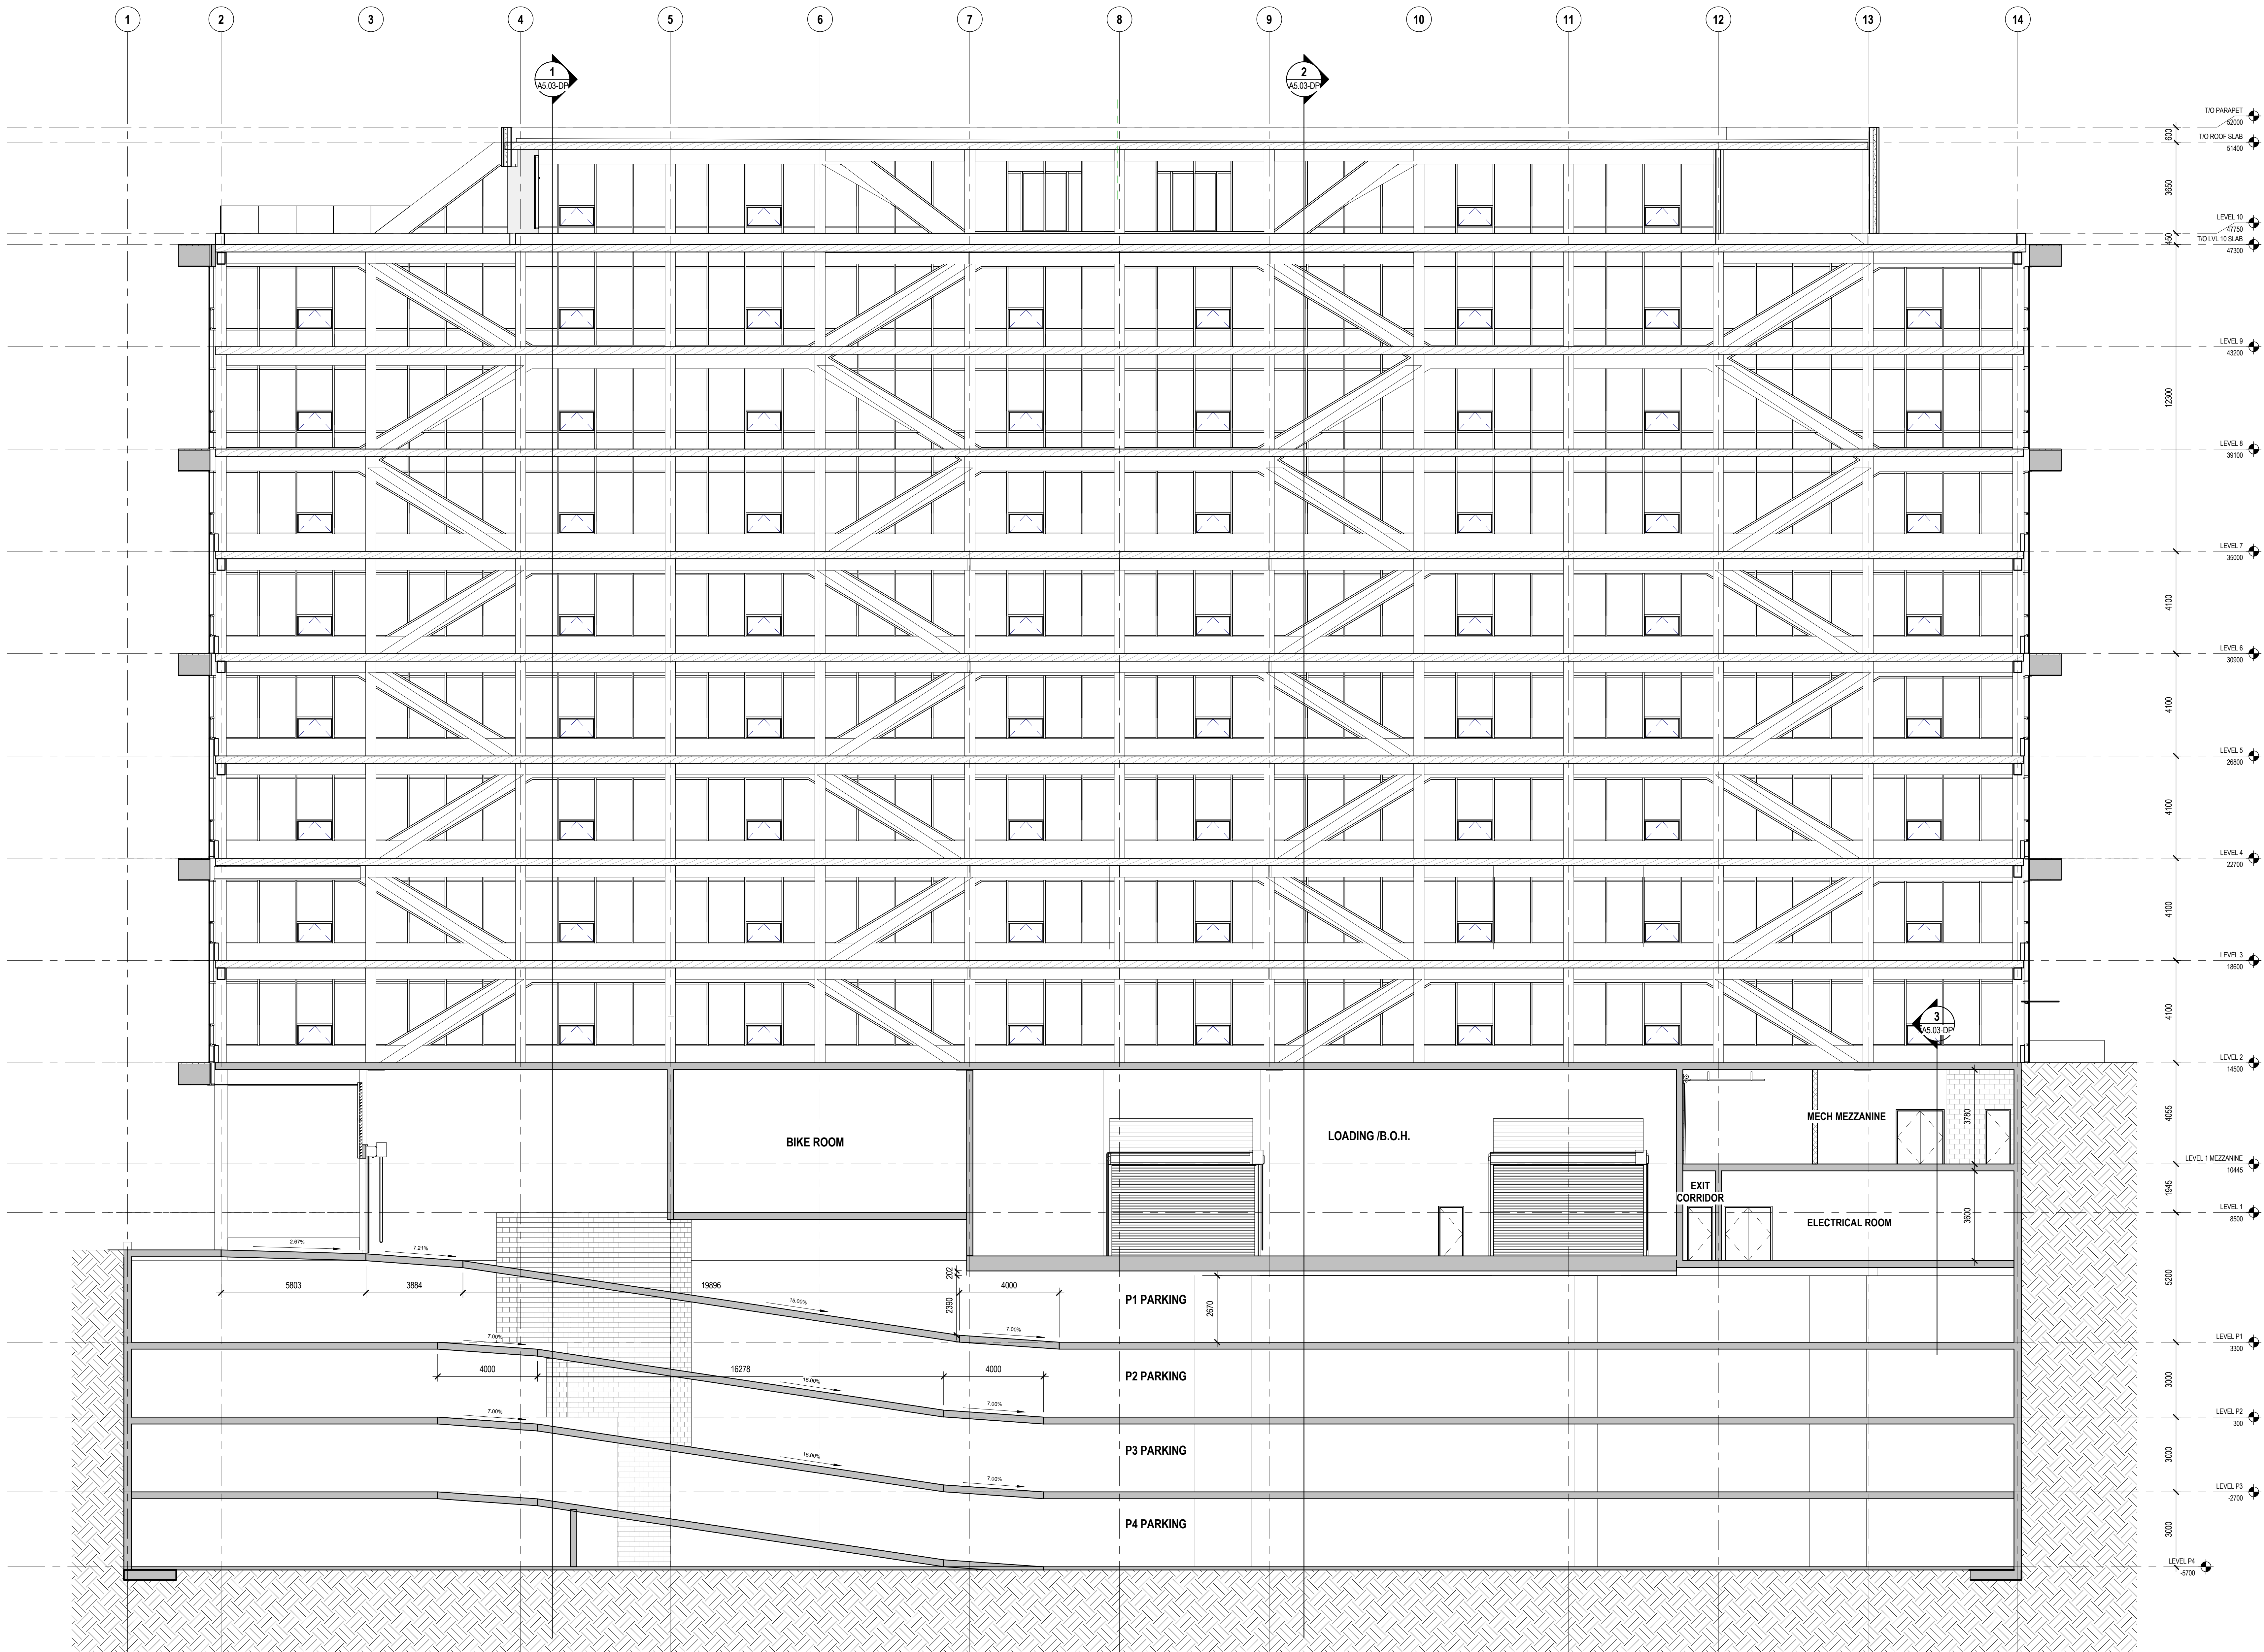 1 2 3 4 5 6 7 8 9 10 11 12 13 14
1
A5.03-DP
2
A5.03-DP
T/O PARAPET
52000
600
T/O ROOF SLAB
51400
3650
LEVEL 10
47750
450
T/O LVL 10 SLAB
47300
LEVEL 9
43200
12300
LEVEL 8
39100
LEVEL 7
35000
4100
LEVEL 6
30900
4100
LEVEL 5
26800
4100
LEVEL 4
22700
4100
LEVEL 3
18600
4100
3
A5.03-DP
LEVEL 2
14500
4055
BIKE ROOM
LOADING /B.O.H.
MECH MEZZANINE
3780
LEVEL 1 MEZZANINE
10445
1945
EXIT
CORRIDOR
ELECTRICAL ROOM
3600
LEVEL 1
8500
2.67%
7.21%
5803
3884
19896
202
4000
2390
15.00%
7.00%
P1 PARKING
2670
5200
LEVEL P1
3300
7.00%
4000
16278
4000
15.00%
7.00%
P2 PARKING
3000
LEVEL P2
300
7.00%
15.00%
7.00%
P3 PARKING
3000
LEVEL P3
-2700
P4 PARKING
3000
LEVEL P4
-5700